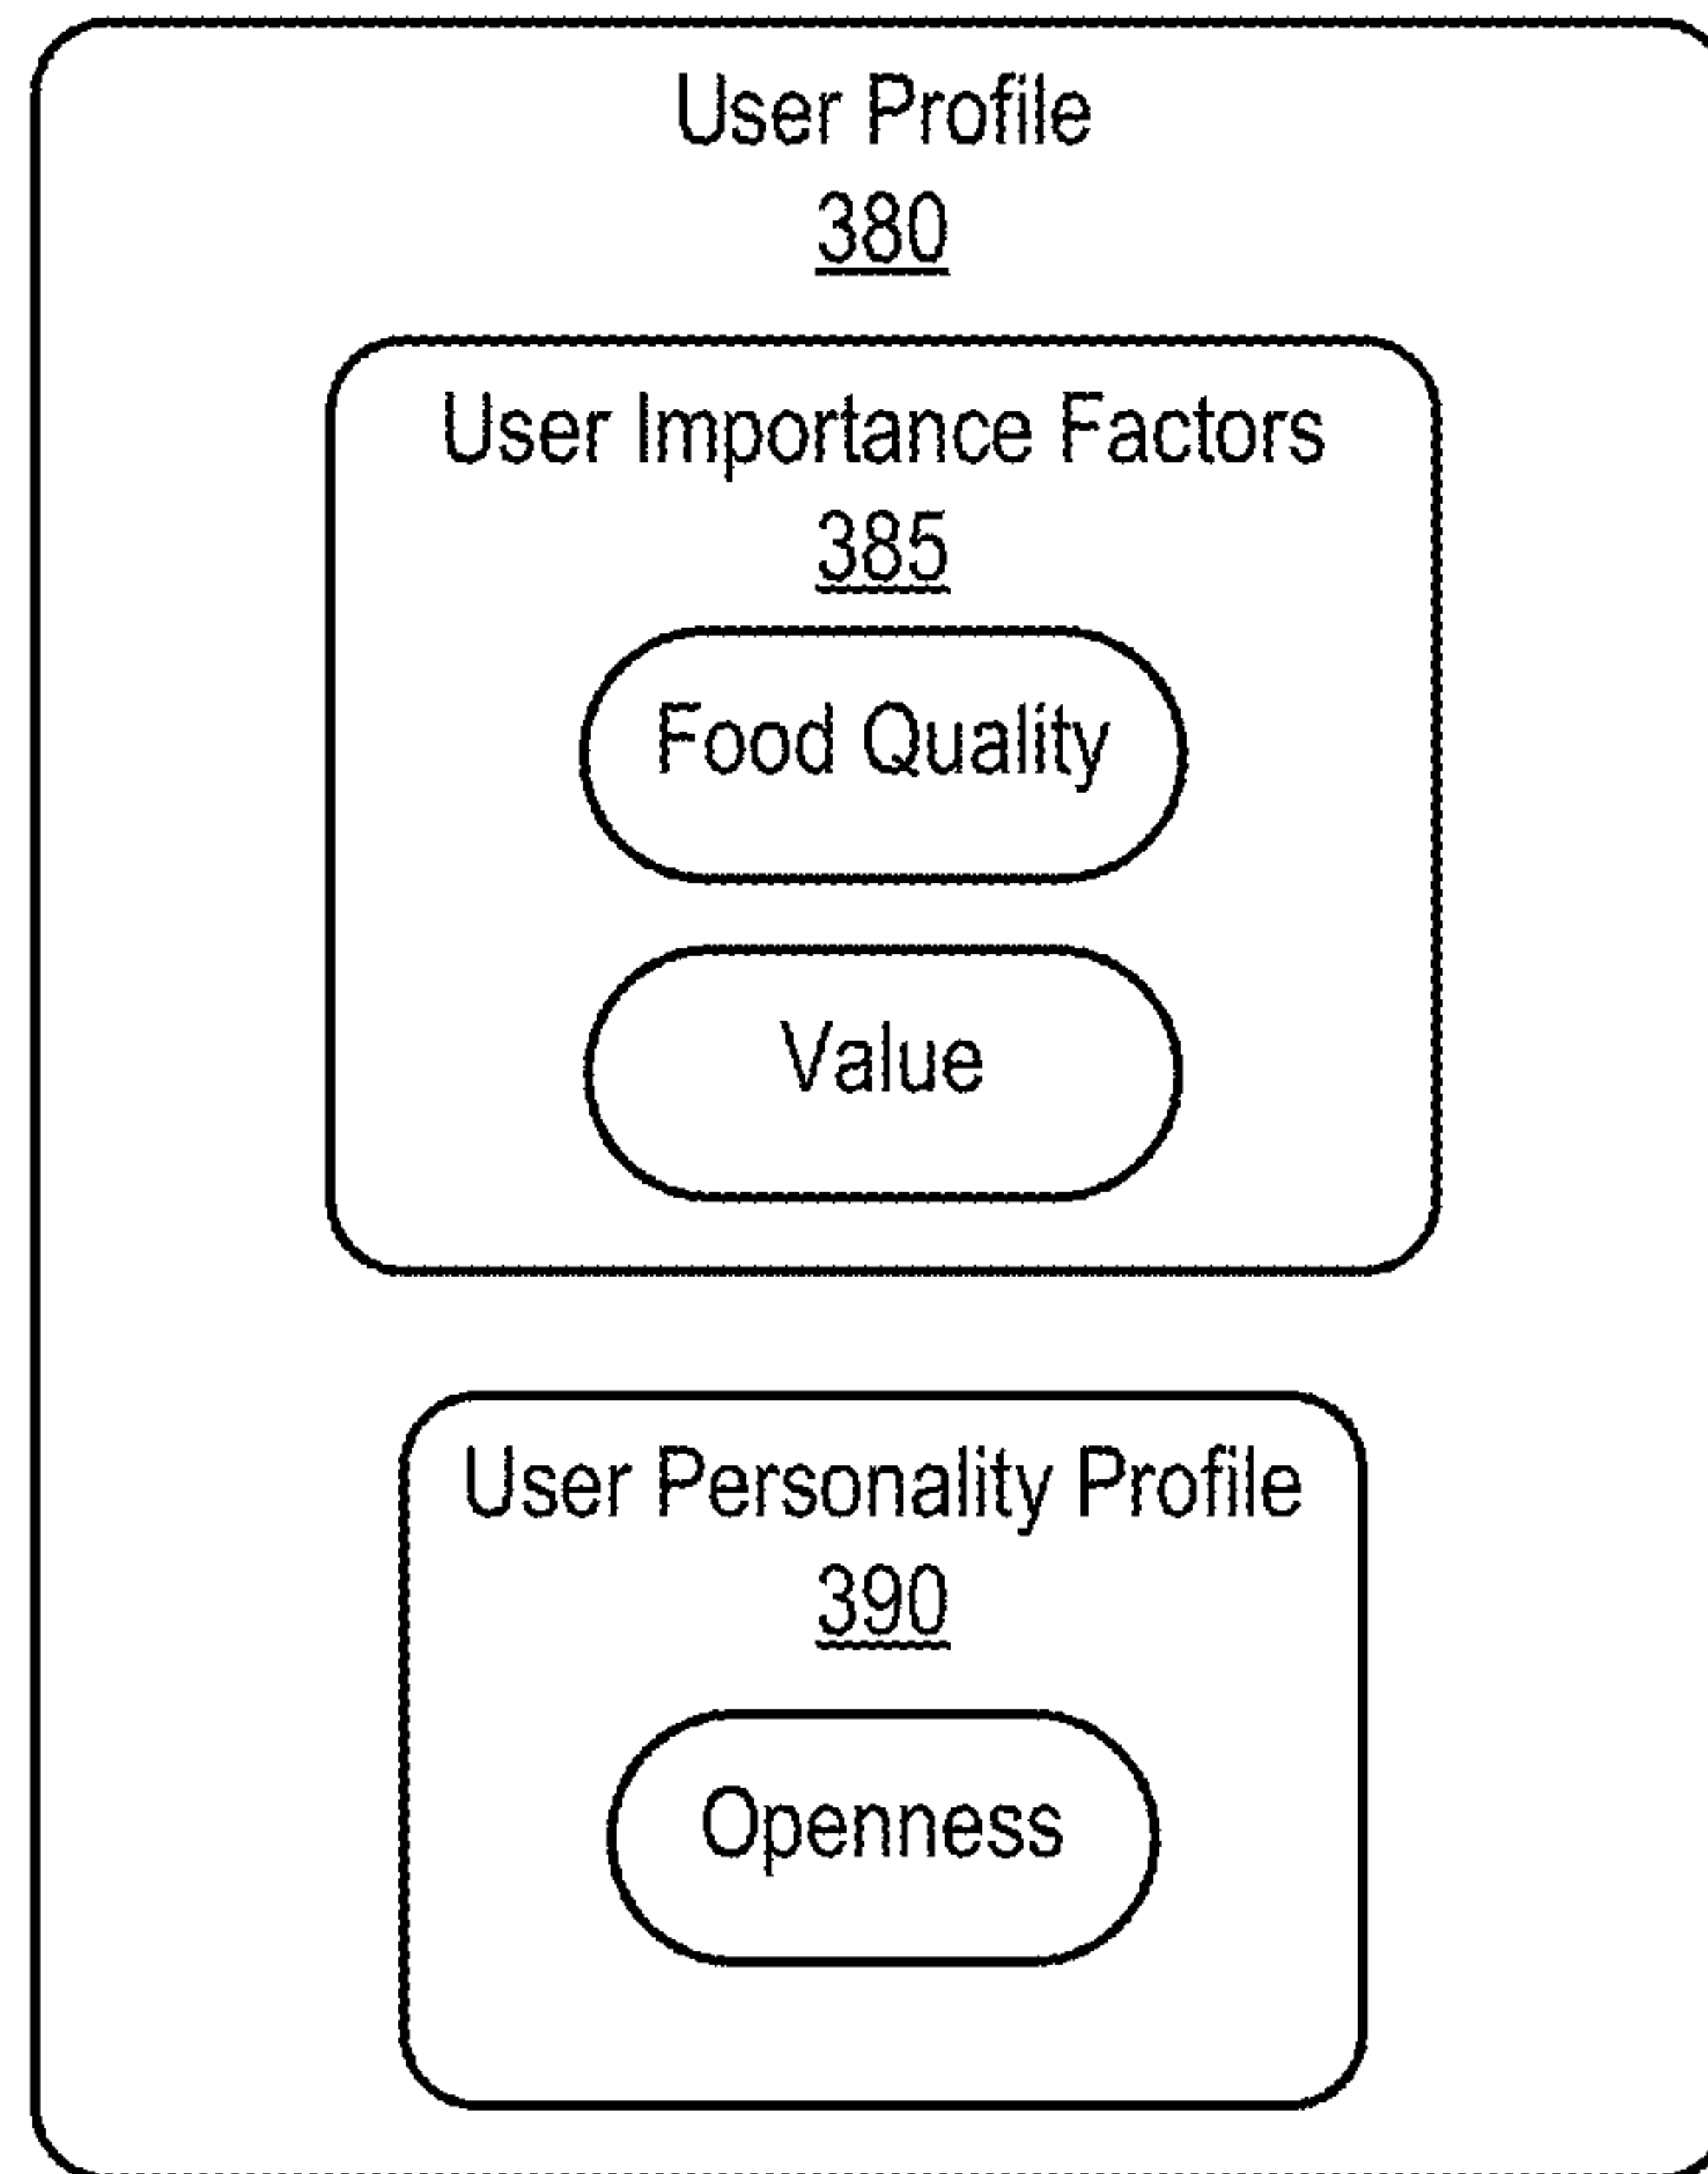 User Profile
380
User Importance Factors
385
Food Quality
Value
User Personality Profile
390
Openness